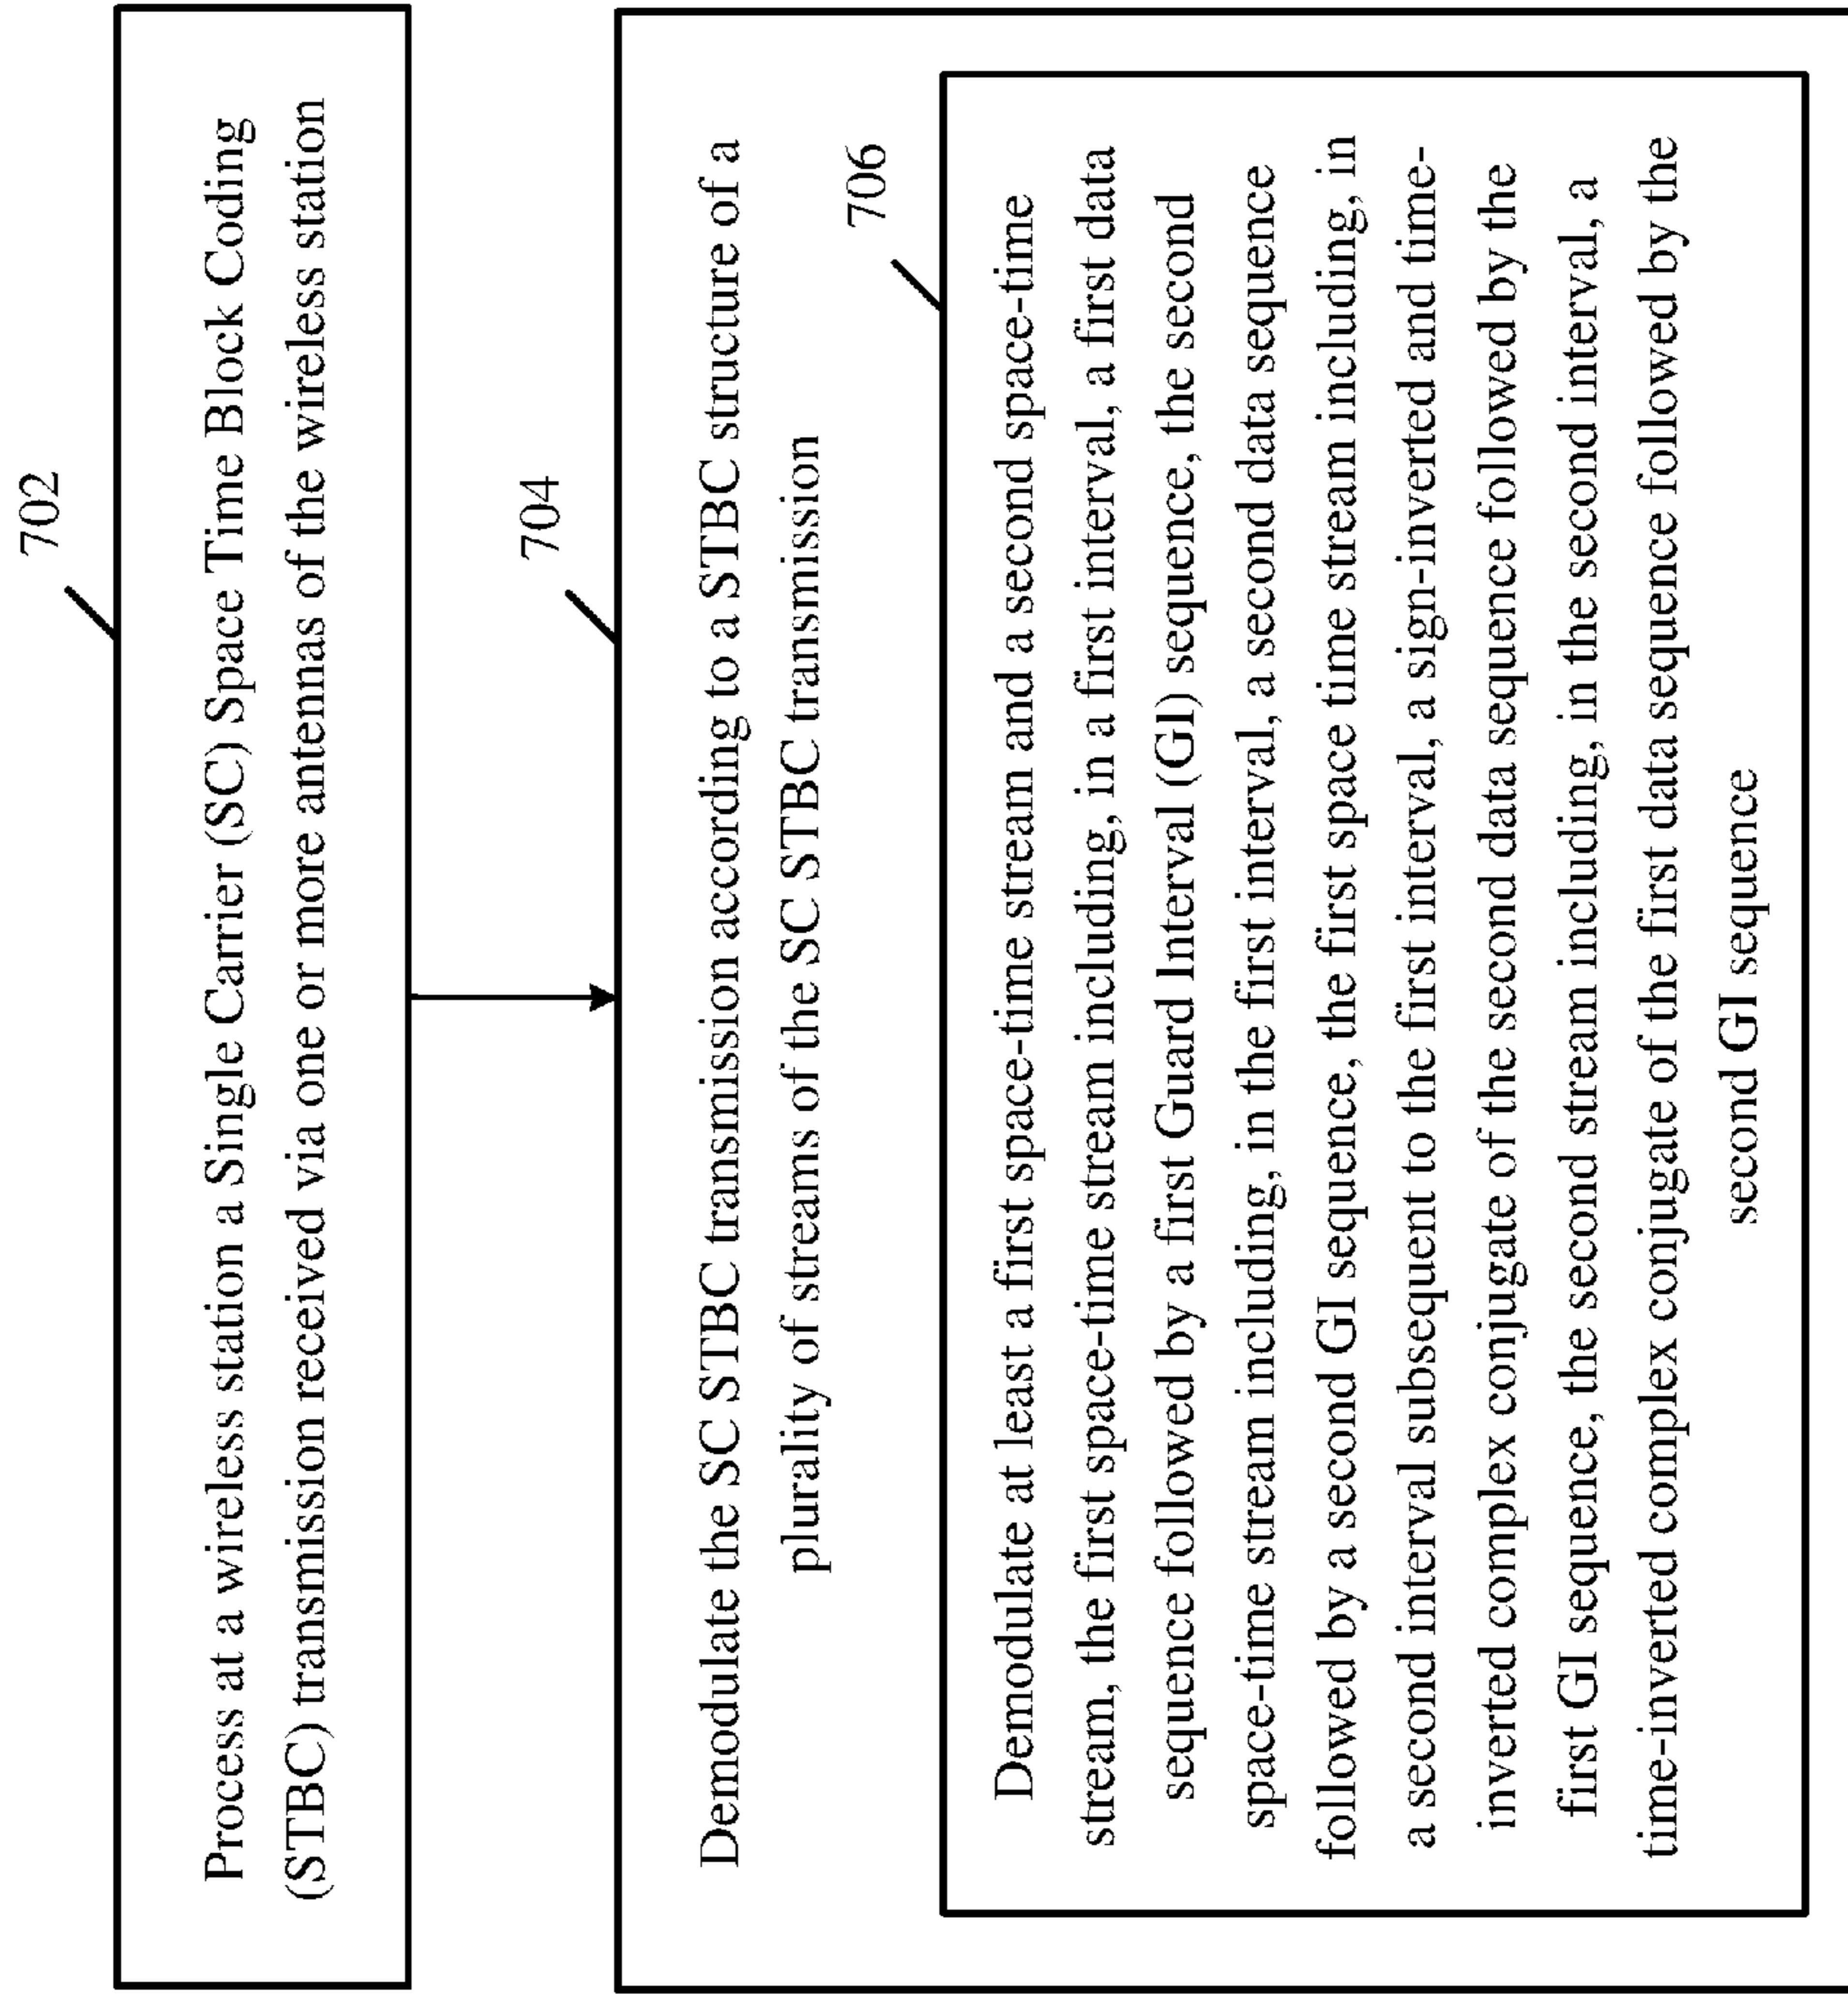 702
Process at a wireless station a Single Carrier (SC) Space Time Block Coding
(STBC) transmission received via one or more antennas of the wireless station
704
Demodulate the SC STBC transmission according to a STBC structure of a
plurality of streams of the SC STBC transmission
706
Demodulate at least a first space-time stream and a second space-time
stream, the first space-time stream including, in a first interval, a first data
sequence followed by a first Guard Interval (GI) sequence, the second
space-time stream including, in the first interval, a second data sequence
followed by a second GI sequence, the first space time stream including, in
a second interval subsequent to the first interval, a sign-inverted and time-
inverted complex conjugate of the second data sequence followed by the
first GI sequence, the second stream including, in the second interval, a
time-inverted complex conjugate of the first data sequence followed by the
second GI sequence